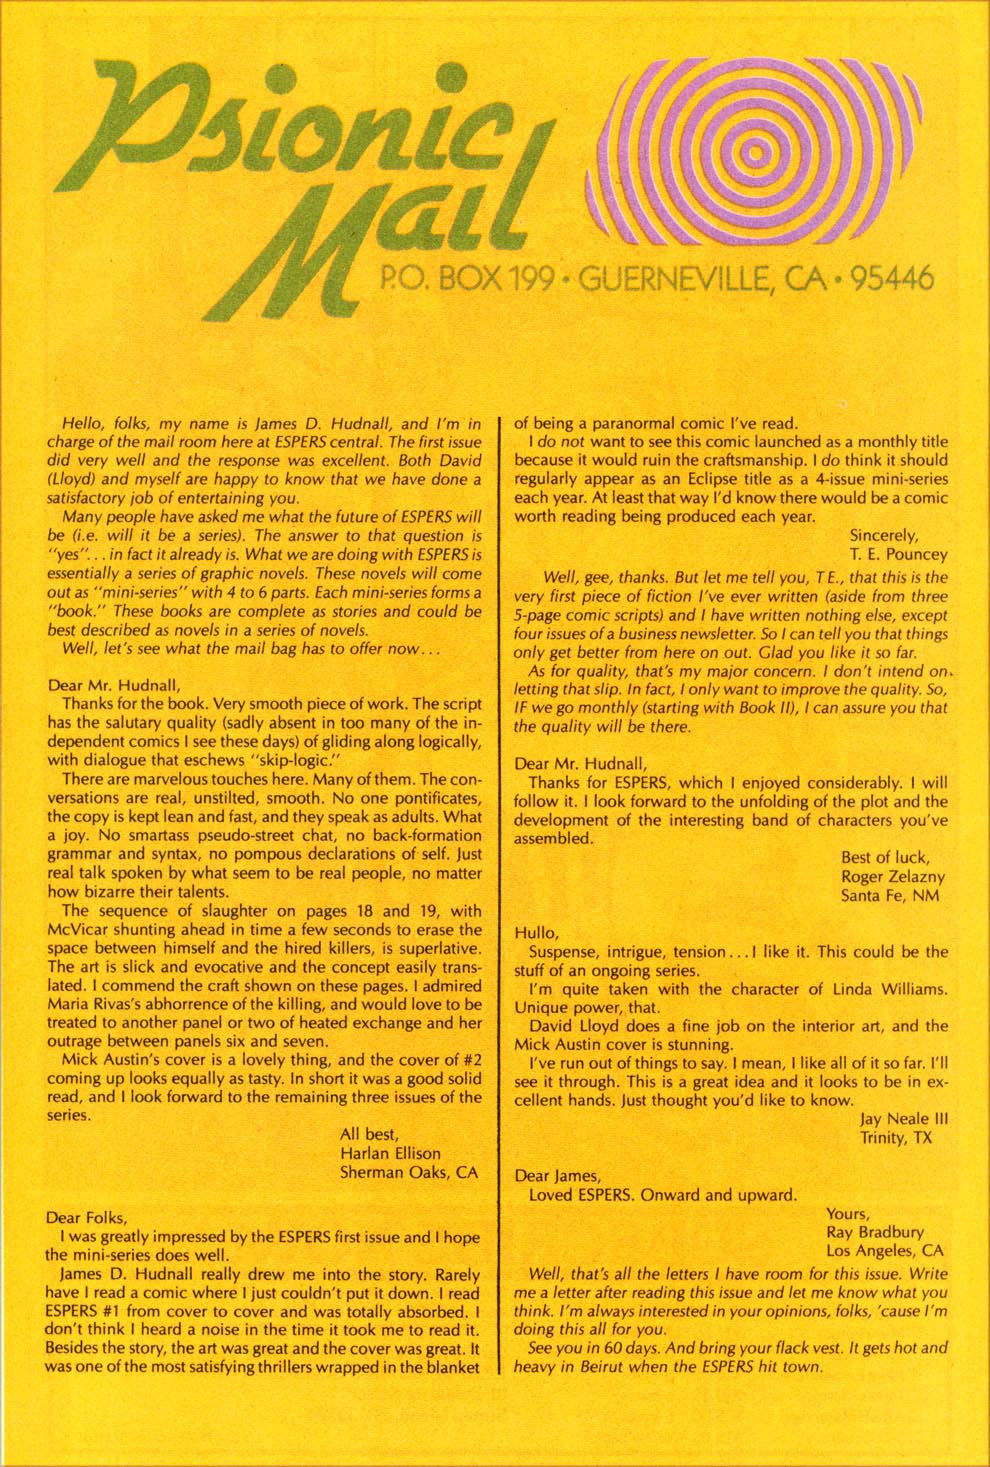 Psionic
Mail
P.O. BOX 199 • GUERNEVILLE, CA • 95446
Hello, folks, my name is James D. Hudnall, and I'm in
charge of the mail room here at ESPERS central. The first issue
did very well and the response was excellent. Both David
(Lloyd) and myself are happy to know that we have done a
satisfactory job of entertaining you.
Many people have asked me what the future of ESPERS will
be (i.e. will it be a series). The answer to that question is
"yes"... in fact it already is. What we are doing with ESPERS is
essentially a series of graphic novels. These novels will come
out as "mini-series" with 4 to 6 parts. Each mini-series forms a
"book." These books are complete as stories and could be
best described as novels in a series of novels.
Well, let's see what the mail bag has to offer now...
Dear Mr. Hudnall,
Thanks for the book. Very smooth piece of work. The script
has the salutary quality (sadly absent in too many of the in-
dependent comics I see these days) of gliding along logically,
with dialogue that eschews "skip-logic."
There are marvelous touches here. Many of them. The con-
versations are real, unstilted, smooth. No one pontificates,
the copy is kept lean and fast, and they speak as adults. What
a joy. No smartass pseudo-street chat, no back-formation
grammar and syntax, no pompous declarations of self. Just
real talk spoken by what seem to be real people, no matter
how bizarre their talents.
The sequence of slaughter on pages 18 and 19, with
McVicar shunting ahead in time a few seconds to erase the
space between himself and the hired killers, is superlative.
The art is slick and evocative and the concept easily trans-
lated. I commend the craft shown on these pages. I admired
Maria Rivas's abhorrence of the killing, and would love to be
treated to another panel or two of heated exchange and her
outrage between panels six and seven.
Mick Austin's cover is a lovely thing, and the cover of #2
coming up looks equally as tasty. In short it was a good solid
read, and I look forward to the remaining three issues of the
series.
All best,
Harlan Ellison
Sherman Oaks, CA
Dear Folks,
I was greatly impressed by the ESPERS first issue and I hope
the mini-series does well.
James D. Hudnall really drew me into the story. Rarely
have I read a comic where I just couldn't put it down. I read
ESPERS #1 from cover to cover and was totally absorbed. I
don't think I heard a noise in the time it took me to read it.
Besides the story, the art was great and the cover was great. It
was one of the most satisfying thrillers wrapped in the blanket
of being a paranormal comic I've read.
I do not want to see this comic launched as a monthly title
because it would ruin the craftsmanship. I do think it should
regularly appear as an Eclipse title as a 4-issue mini-series
each year. At least that way I'd know there would be a comic
worth reading being produced each year.
Sincerely,
T. E. Pouncey
Well, gee, thanks. But let me tell you, T E., that this is the
very first piece of fiction I've ever written (aside from three
5-page comic scripts) and I have written nothing else, except
four issues of a business newsletter. So I can tell you that things
only get better from here on out. Glad you like it so far.
As for quality, that's my major concern. I don't intend on
letting that slip. In fact, I only want to improve the quality. So,
IF we go monthly (starting with Book II), I can assure you that
the quality will be there.
Dear Mr. Hudnall,
Thanks for ESPERS, which I enjoyed considerably. I will
follow it. I look forward to the unfolding of the plot and the
development of the interesting band of characters you've
assembled.
Best of luck,
Roger Zelazny
Santa Fe, NM
Hullo,
Suspense, intrigue, tension...I like it. This could be the
stuff of an ongoing series.
I'm quite taken with the character of Linda Williams.
Unique power, that.
David Lloyd does a fine job on the interior art, and the
Mick Austin cover is stunning.
I've run out of things to say. I mean, I like all of it so far. I'll
see it through. This is a great idea and it looks to be in ex-
cellent hands. Just thought you'd like to know.
Jay Neale III
Trinity, TX
Dear James,
Loved ESPERS. Onward and upward.
Yours,
Ray Bradbury
Los Angeles, CA
Well, that's all the letters I have room for this issue. Write
me a letter after reading this issue and let me know what you
think. I'm always interested in your opinions, folks, 'cause I'm
doing this all for you.
See you in 60 days. And bring your flack vest. It gets hot and
heavy in Beirut when the ESPERS hit town.